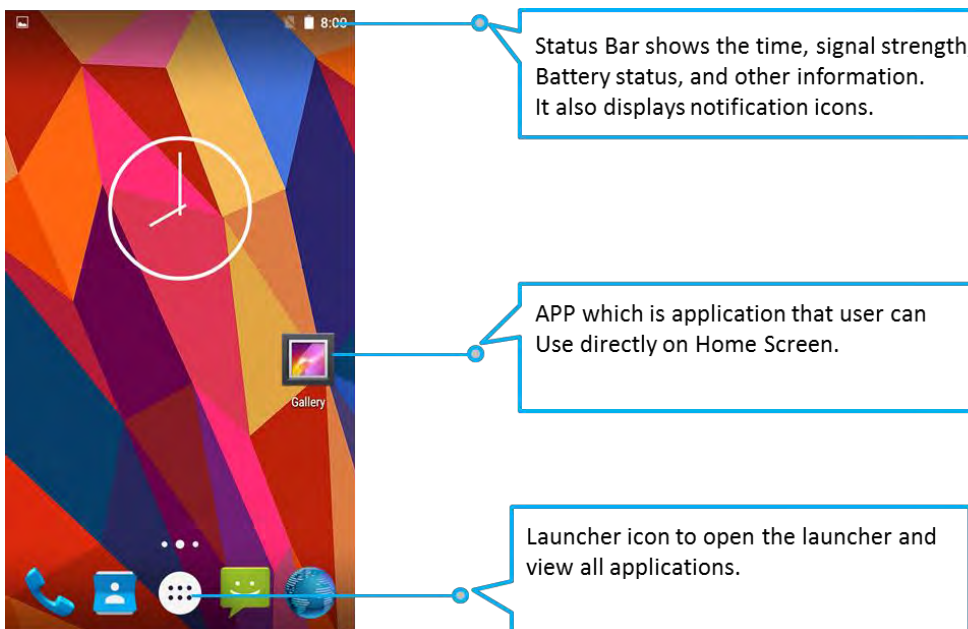 8:00
Status Bar shows the time, signal strength,
Battery status, and other information.
It also displays notification icons.
APP which is application that user can
Use directly on Home Screen.
Gallery
Launcher icon to open the launcher and
view all applications.